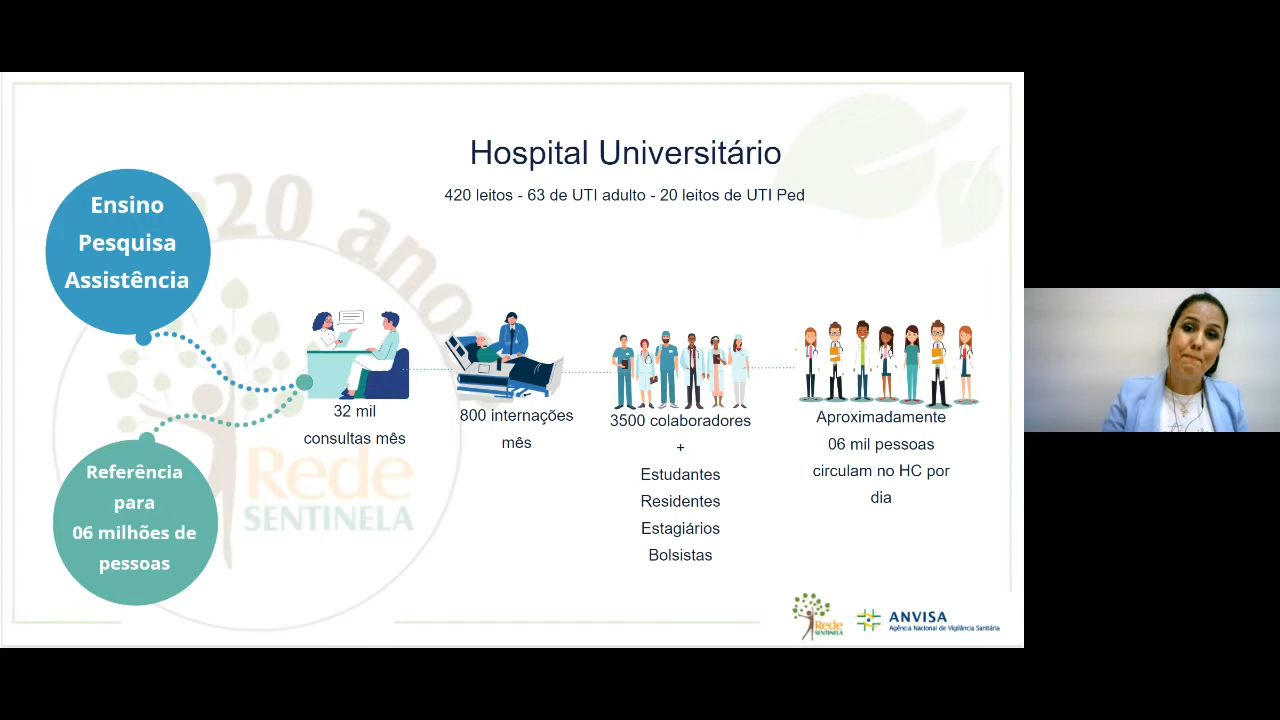 Hospital Universitário
420 leitos - 63 de UTI adulto - 20 leitos de UTI Ped
Ensino
Pesquisa
Assistência
Referência
para
06 milhões de
pessoas
32 mil
consultas mês
800 internações
mês
3500 colaboradores
+
Estudantes
Residentes
Estagiários
Bolsistas
Aproximadamente
06 mil pessoas
circulam no HC por
dia
20 anos
Rede
SENTINELA
Rede
SENTINELA
ANVISA
Agência Nacional de Vigilância Sanitária